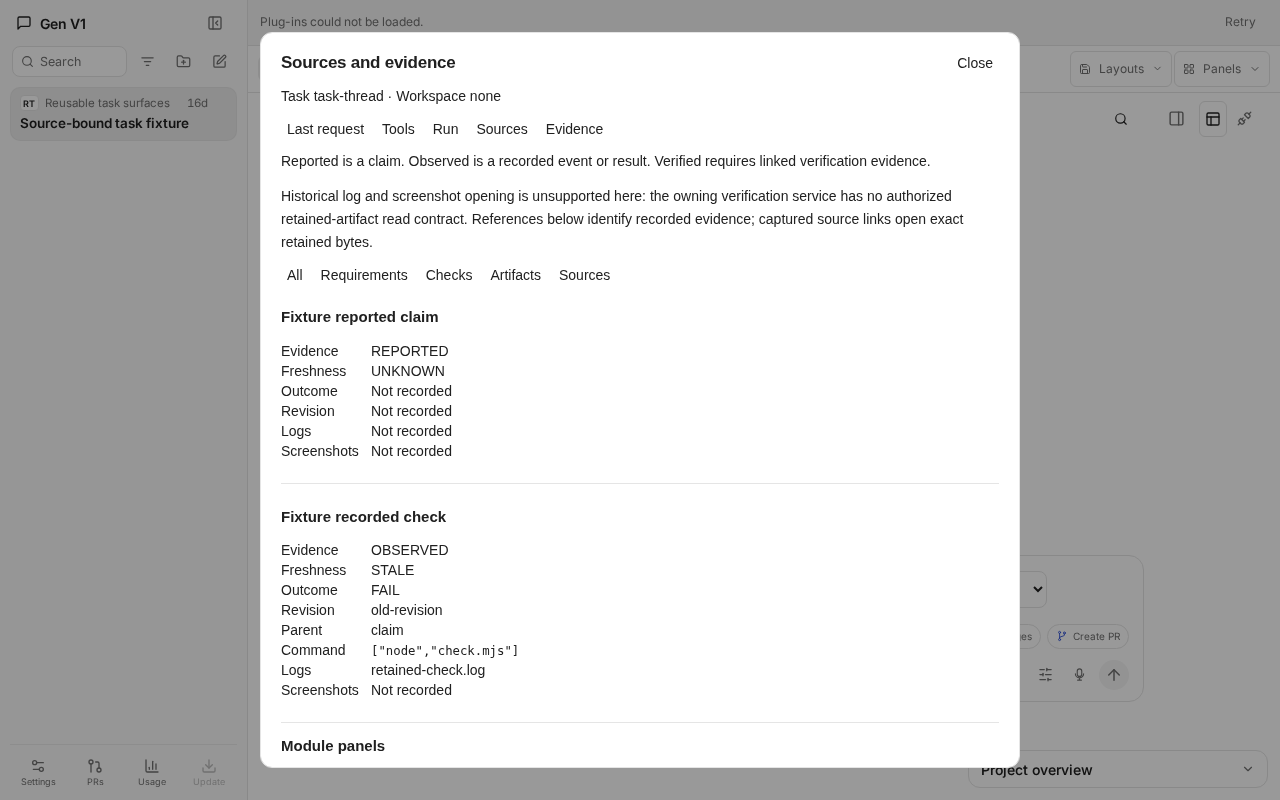 Gen V1
Search
RT Reusable task surfaces 16d
Source-bound task fixture
Settings
PRs
Usage
Update
Plug-ins could not be loaded.
Retry
Layouts
Panels
Sources and evidence
Close
Task task-thread · Workspace none
Last request Tools Run Sources Evidence
Reported is a claim. Observed is a recorded event or result. Verified requires linked verification evidence.
Historical log and screenshot opening is unsupported here: the owning verification service has no authorized
retained-artifact read contract. References below identify recorded evidence; captured source links open exact
retained bytes.
All Requirements Checks Artifacts Sources
Fixture reported claim
Evidence REPORTED
Freshness UNKNOWN
Outcome Not recorded
Revision Not recorded
Logs Not recorded
Screenshots Not recorded
Fixture recorded check
Evidence OBSERVED
Freshness STALE
Outcome FAIL
Revision old-revision
Parent claim
Command ["node","check.mjs"]
Logs retained-check.log
Screenshots Not recorded
Module panels
Create PR
Project overview